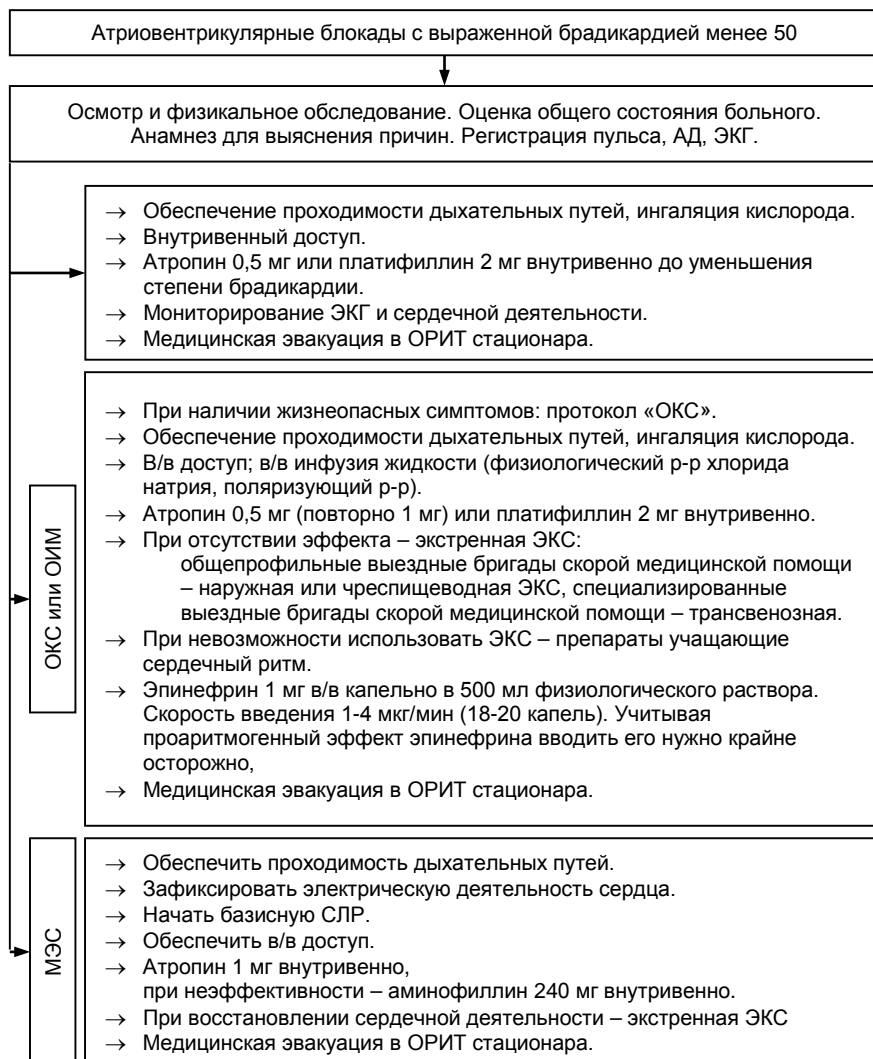 Атриовентрикулярные блокады с выраженной брадикардией менее 50
Осмотр и физикальное обследование. Оценка общего состояния больного.
Анамнез для выяснения причин. Регистрация пульса, АД, ЭКГ.
→ Обеспечение проходимости дыхательных путей, ингаляция кислорода.
→ Внутривенный доступ.
→ Атропин 0,5 мг или платифиллин 2 мг внутривенно до уменьшения
степени брадикардии.
→ Мониторирование ЭКГ и сердечной деятельности.
→ Медицинская эвакуация в ОРИТ стационара.
ОКС или ОИМ
→ При наличии жизнеопасных симптомов: протокол «ОКС».
→ Обеспечение проходимости дыхательных путей, ингаляция кислорода.
→ В/в доступ; в/в инфузия жидкости (физиологический р-р хлорида
натрия, поляризующий р-р).
→ Атропин 0,5 мг (повторно 1 мг) или платифиллин 2 мг внутривенно.
→ При отсутствии эффекта – экстренная ЭКС:
общепрофильные выездные бригады скорой медицинской помощи
– наружная или чреспищеводная ЭКС, специализированные
выездные бригады скорой медицинской помощи – трансвенозная.
→ При невозможности использовать ЭКС – препараты учащающие
сердечный ритм.
→ Эпинефрин 1 мг в/в капельно в 500 мл физиологического раствора.
Скорость введения 1-4 мкг/мин (18-20 капель). Учитывая
проаритмогенный эффект эпинефрина вводить его нужно крайне
осторожно,
→ Медицинская эвакуация в ОРИТ стационара.
МЭС
→ Обеспечить проходимость дыхательных путей.
→ Зафиксировать электрическую деятельность сердца.
→ Начать базисную СЛР.
→ Обеспечить в/в доступ.
→ Атропин 1 мг внутривенно,
при неэффективности – аминофиллин 240 мг внутривенно.
→ При восстановлении сердечной деятельности – экстренная ЭКС
→ Медицинская эвакуация в ОРИТ стационара.